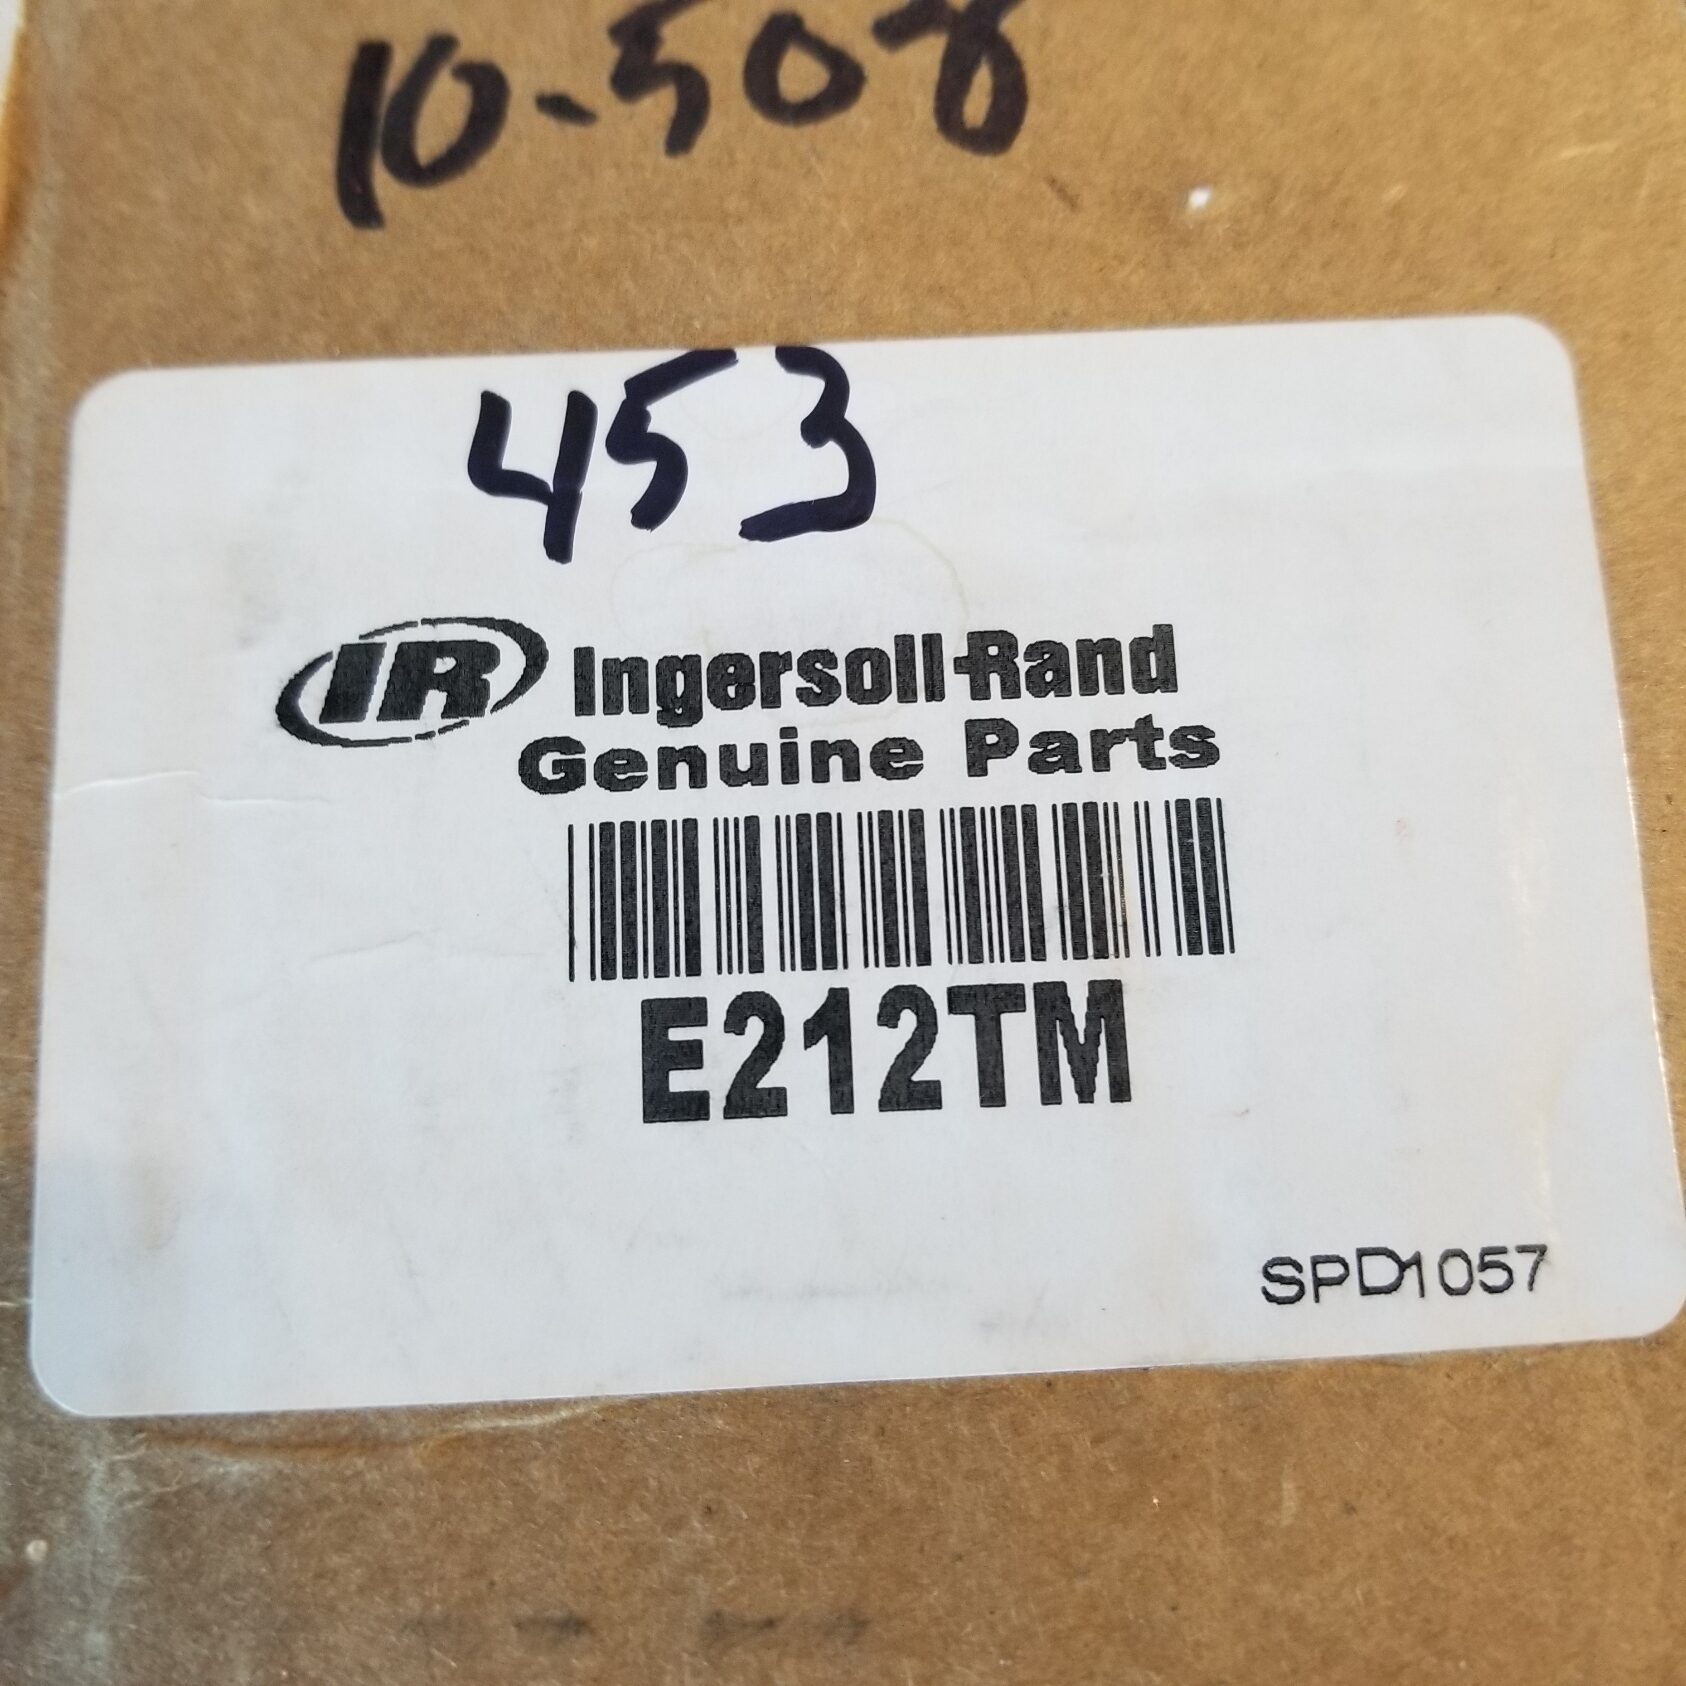 10-508
453
IR Ingersoll-Rand
Genuine Parts
E212TM
SPD1057